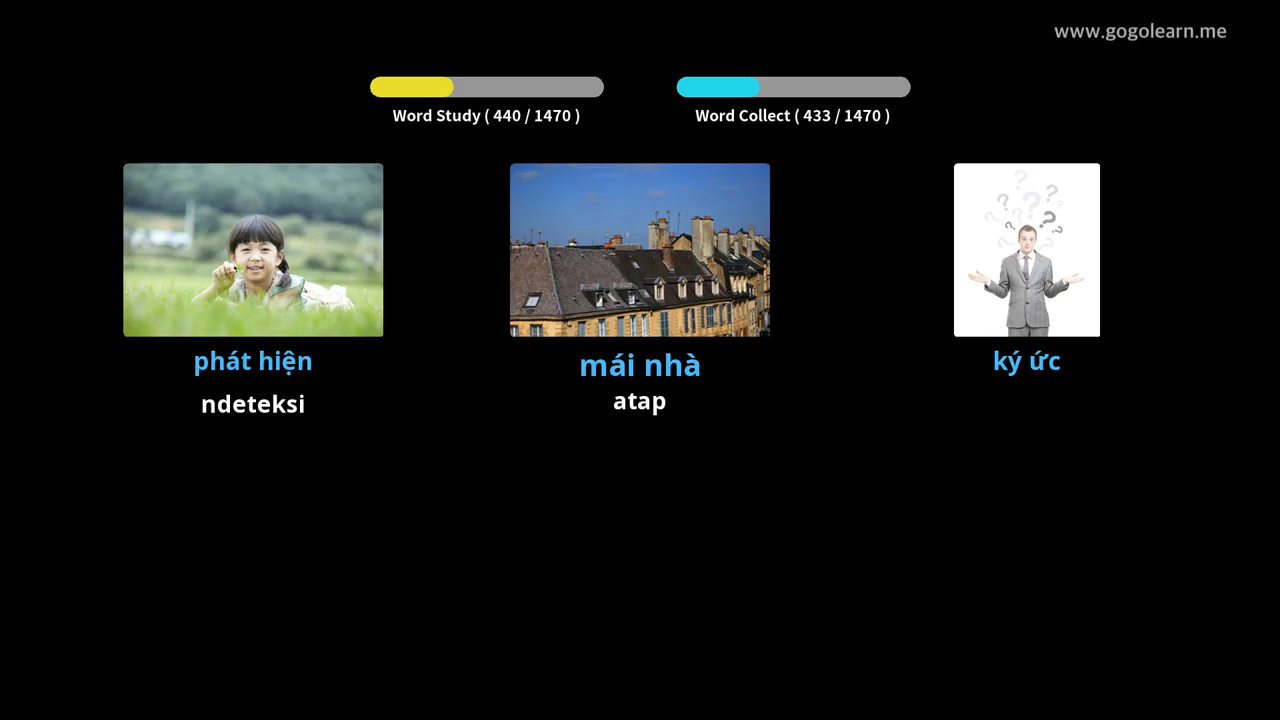 www.gogolearn.me
Word Study ( 440 / 1470 )
Word Collect ( 433 / 1470 )
phát hiện
mái nhà
ký ức
ndeteksi
atap